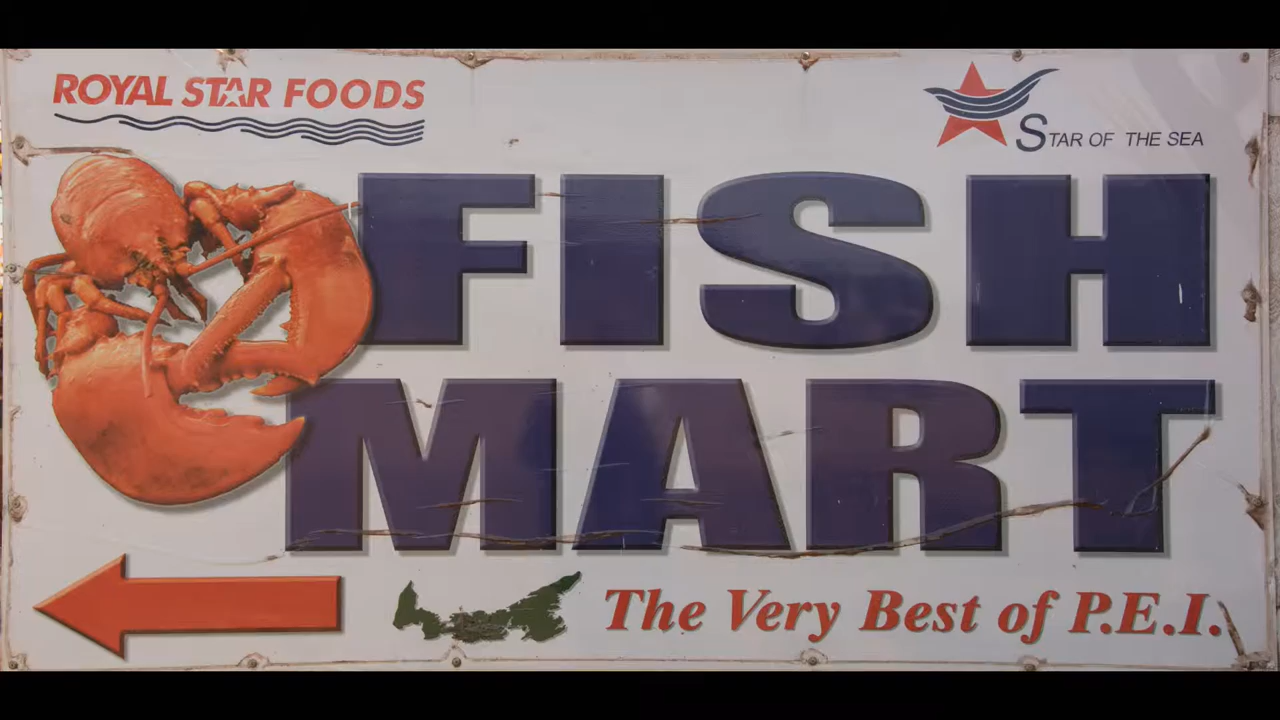 ROYAL STAR FOODS
STAR OF THE SEA
FISH
MART
The Very Best of P.E.I.